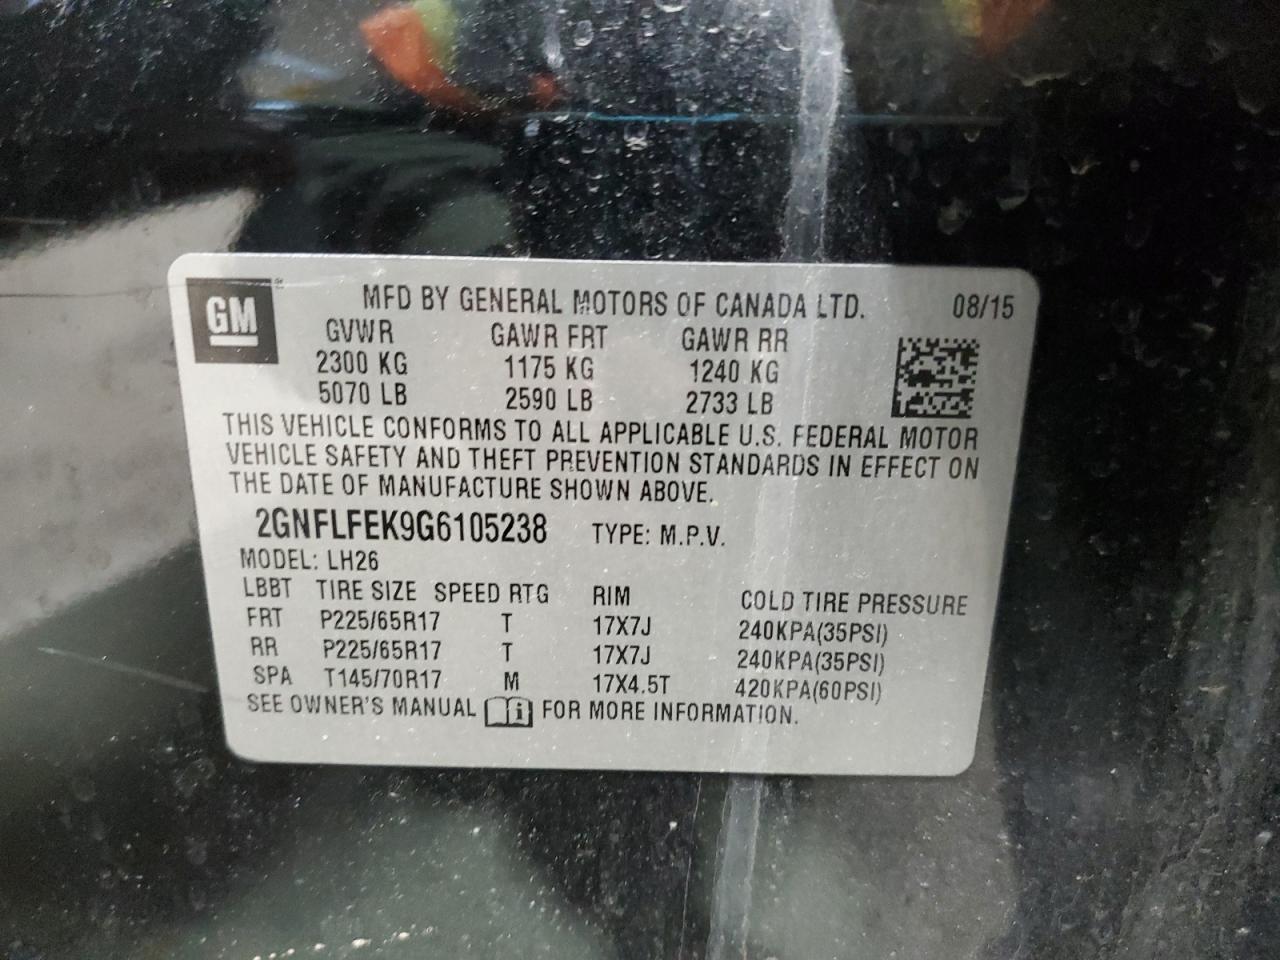 GM
MFD BY GENERAL MOTORS OF CANADA LTD. 08/15
GVWR GAWR FRT GAWR RR
2300 KG 1175 KG 1240 KG
5070 LB 2590 LB 2733 LB
THIS VEHICLE CONFORMS TO ALL APPLICABLE U.S. FEDERAL MOTOR
VEHICLE SAFETY AND THEFT PREVENTION STANDARDS IN EFFECT ON
THE DATE OF MANUFACTURE SHOWN ABOVE.
2GNFLFEK9G6105238 TYPE: M.P.V.
MODEL: LH26
LBBT TIRE SIZE SPEED RTG RIM COLD TIRE PRESSURE
FRT P225/65R17 T 17X7J 240KPA(35PSI)
RR P225/65R17 T 17X7J 240KPA(35PSI)
SPA T145/70R17 M 17X4.5T 420KPA(60PSI)
SEE OWNER'S MANUAL i FOR MORE INFORMATION.